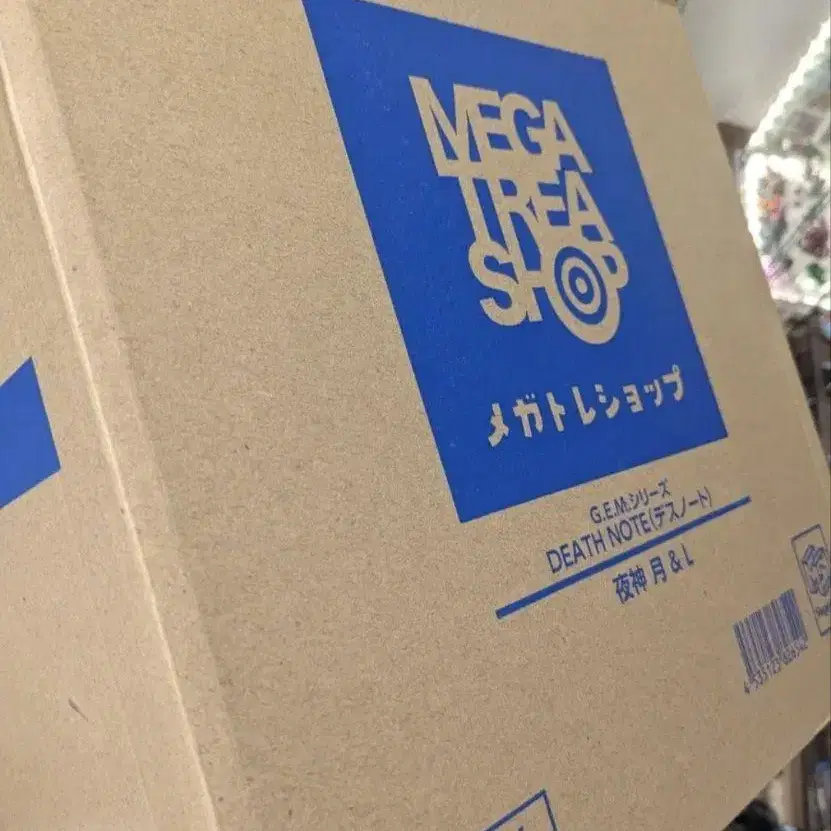 MEGA
TREA
SHOP
メガトレショップ
G.E.M.シリーズ
DEATH NOTE(デスノート)
夜神 月 & L